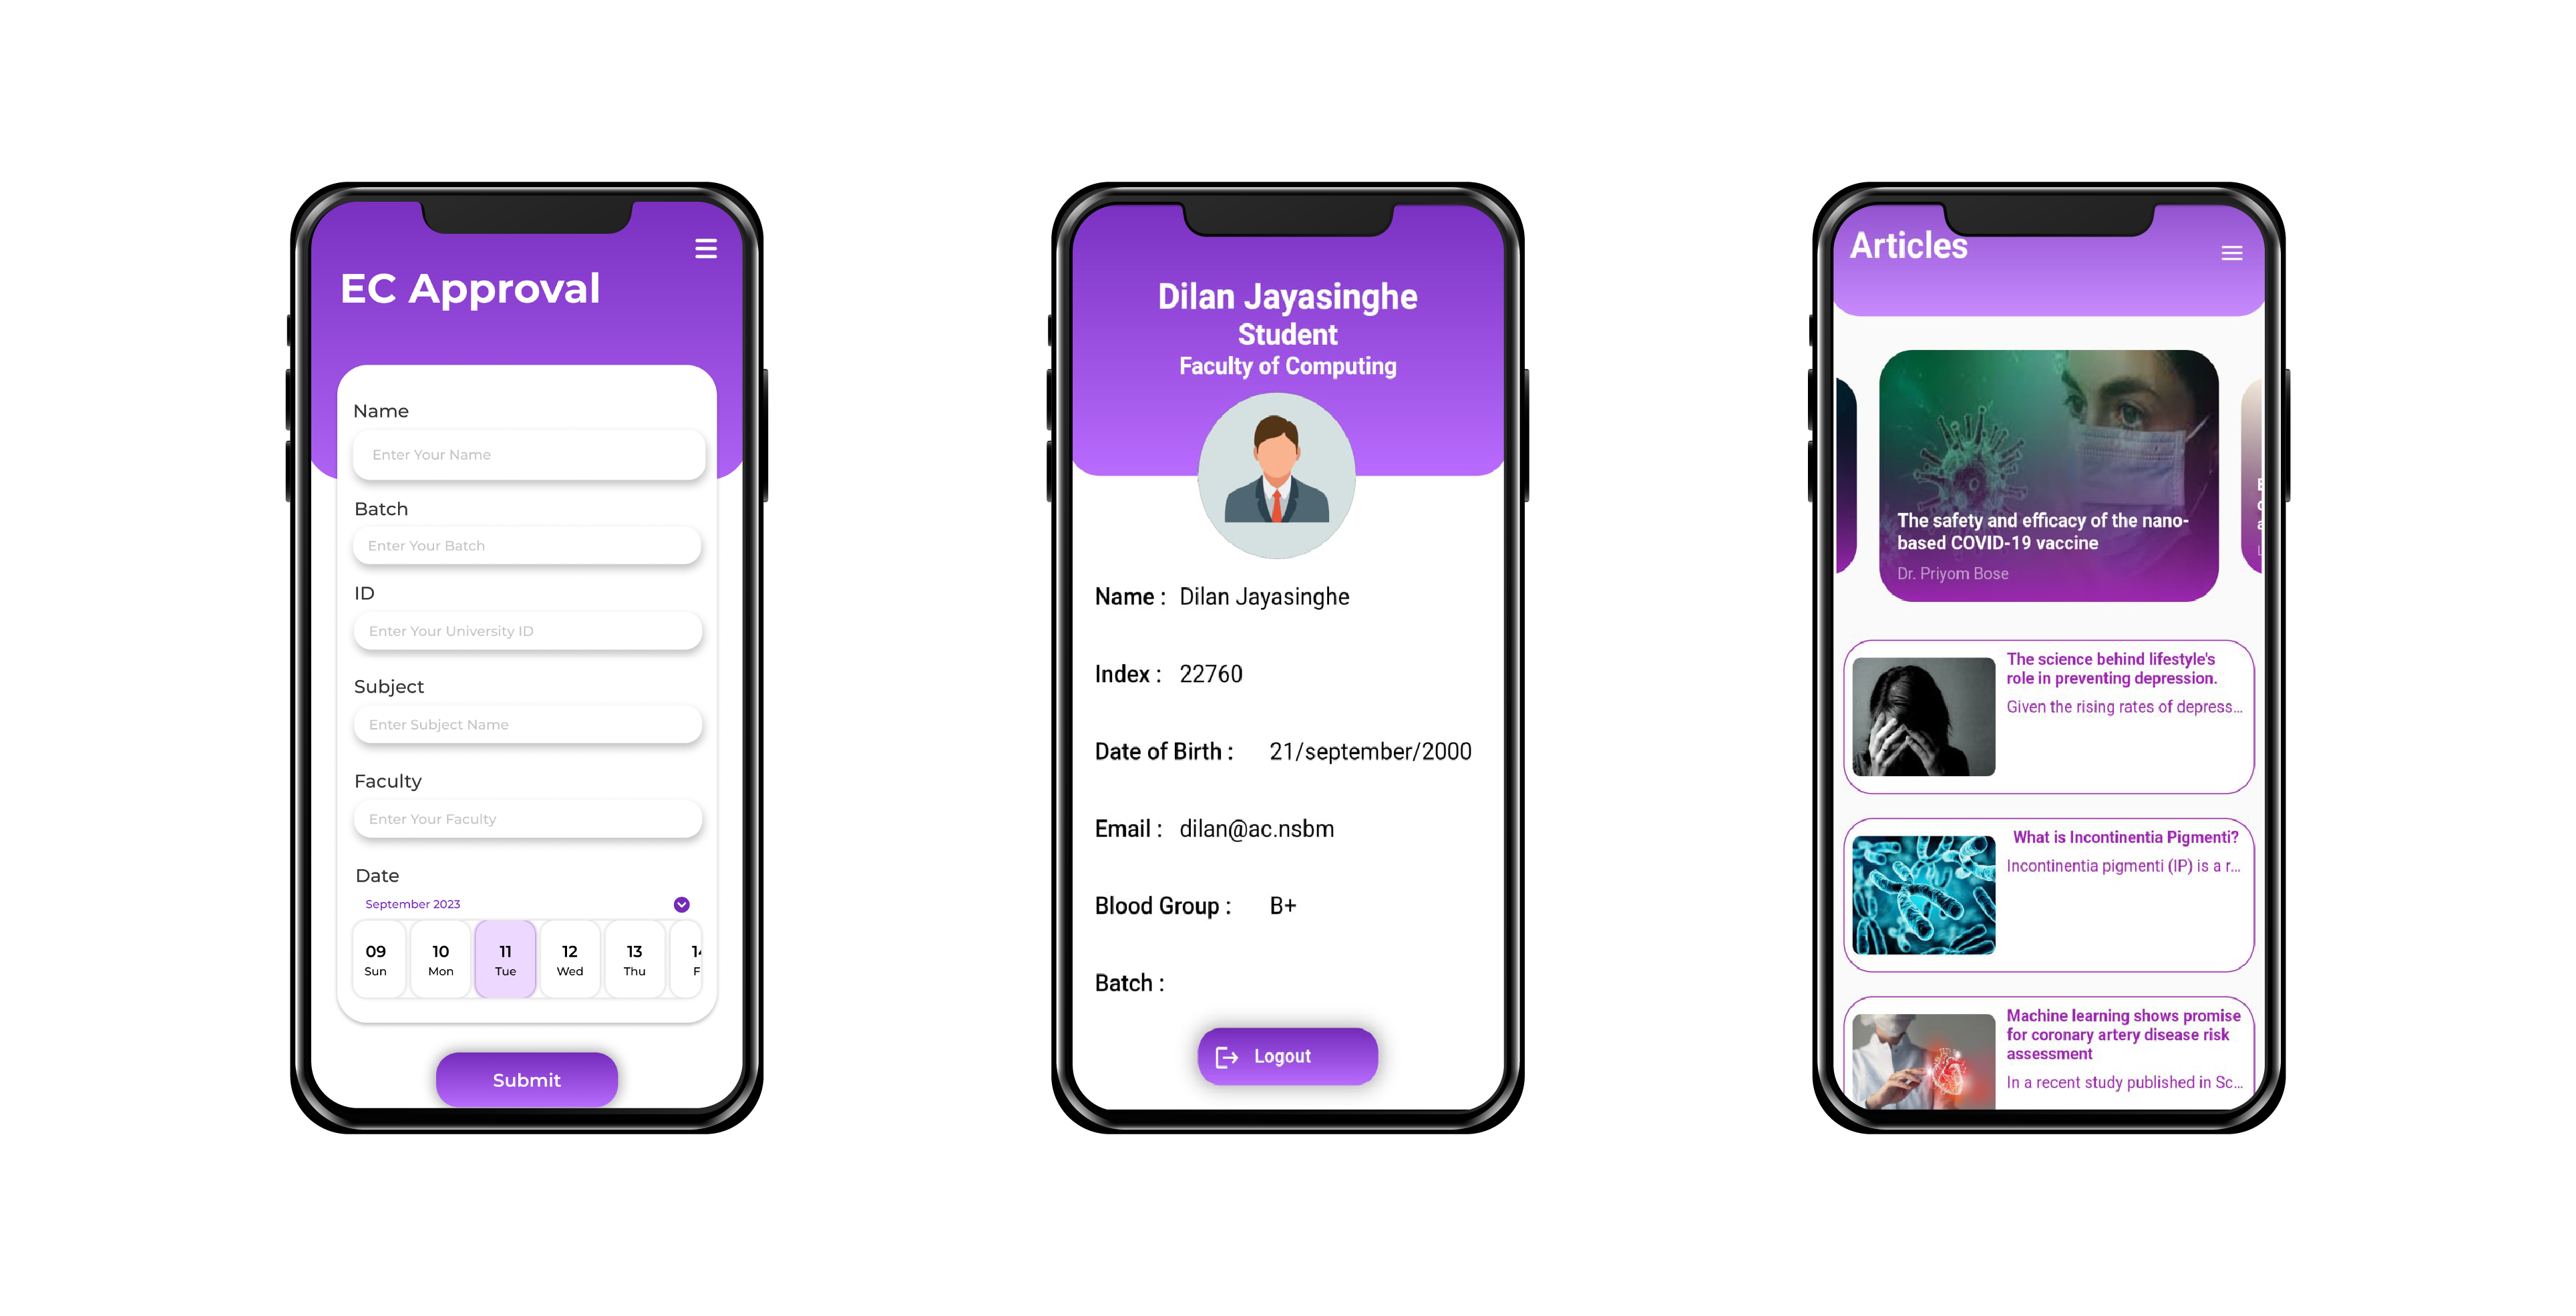 EC Approval
Name
Enter Your Name
Batch
Enter Your Batch
ID
Enter Your University ID
Subject
Enter Subject Name
Faculty
Enter Your Faculty
Date
September 2023
09 10 11 12 13
Sun Mon Tue Wed Thu
Submit
Dilan Jayasinghe
Student
Faculty of Computing
Name : Dilan Jayasinghe
Index : 22760
Date of Birth : 21/september/2000
Email : dilan@ac.nsbm
Blood Group : B+
Batch :
Logout
Articles
The safety and efficacy of the nano-
based COVID-19 vaccine
Dr. Priyom Bose
The science behind lifestyle's
role in preventing depression.
Given the rising rates of depress...
What is Incontinentia Pigmenti?
Incontinentia pigmenti (IP) is a r...
Machine learning shows promise
for coronary artery disease risk
assessment
In a recent study published in Sc...